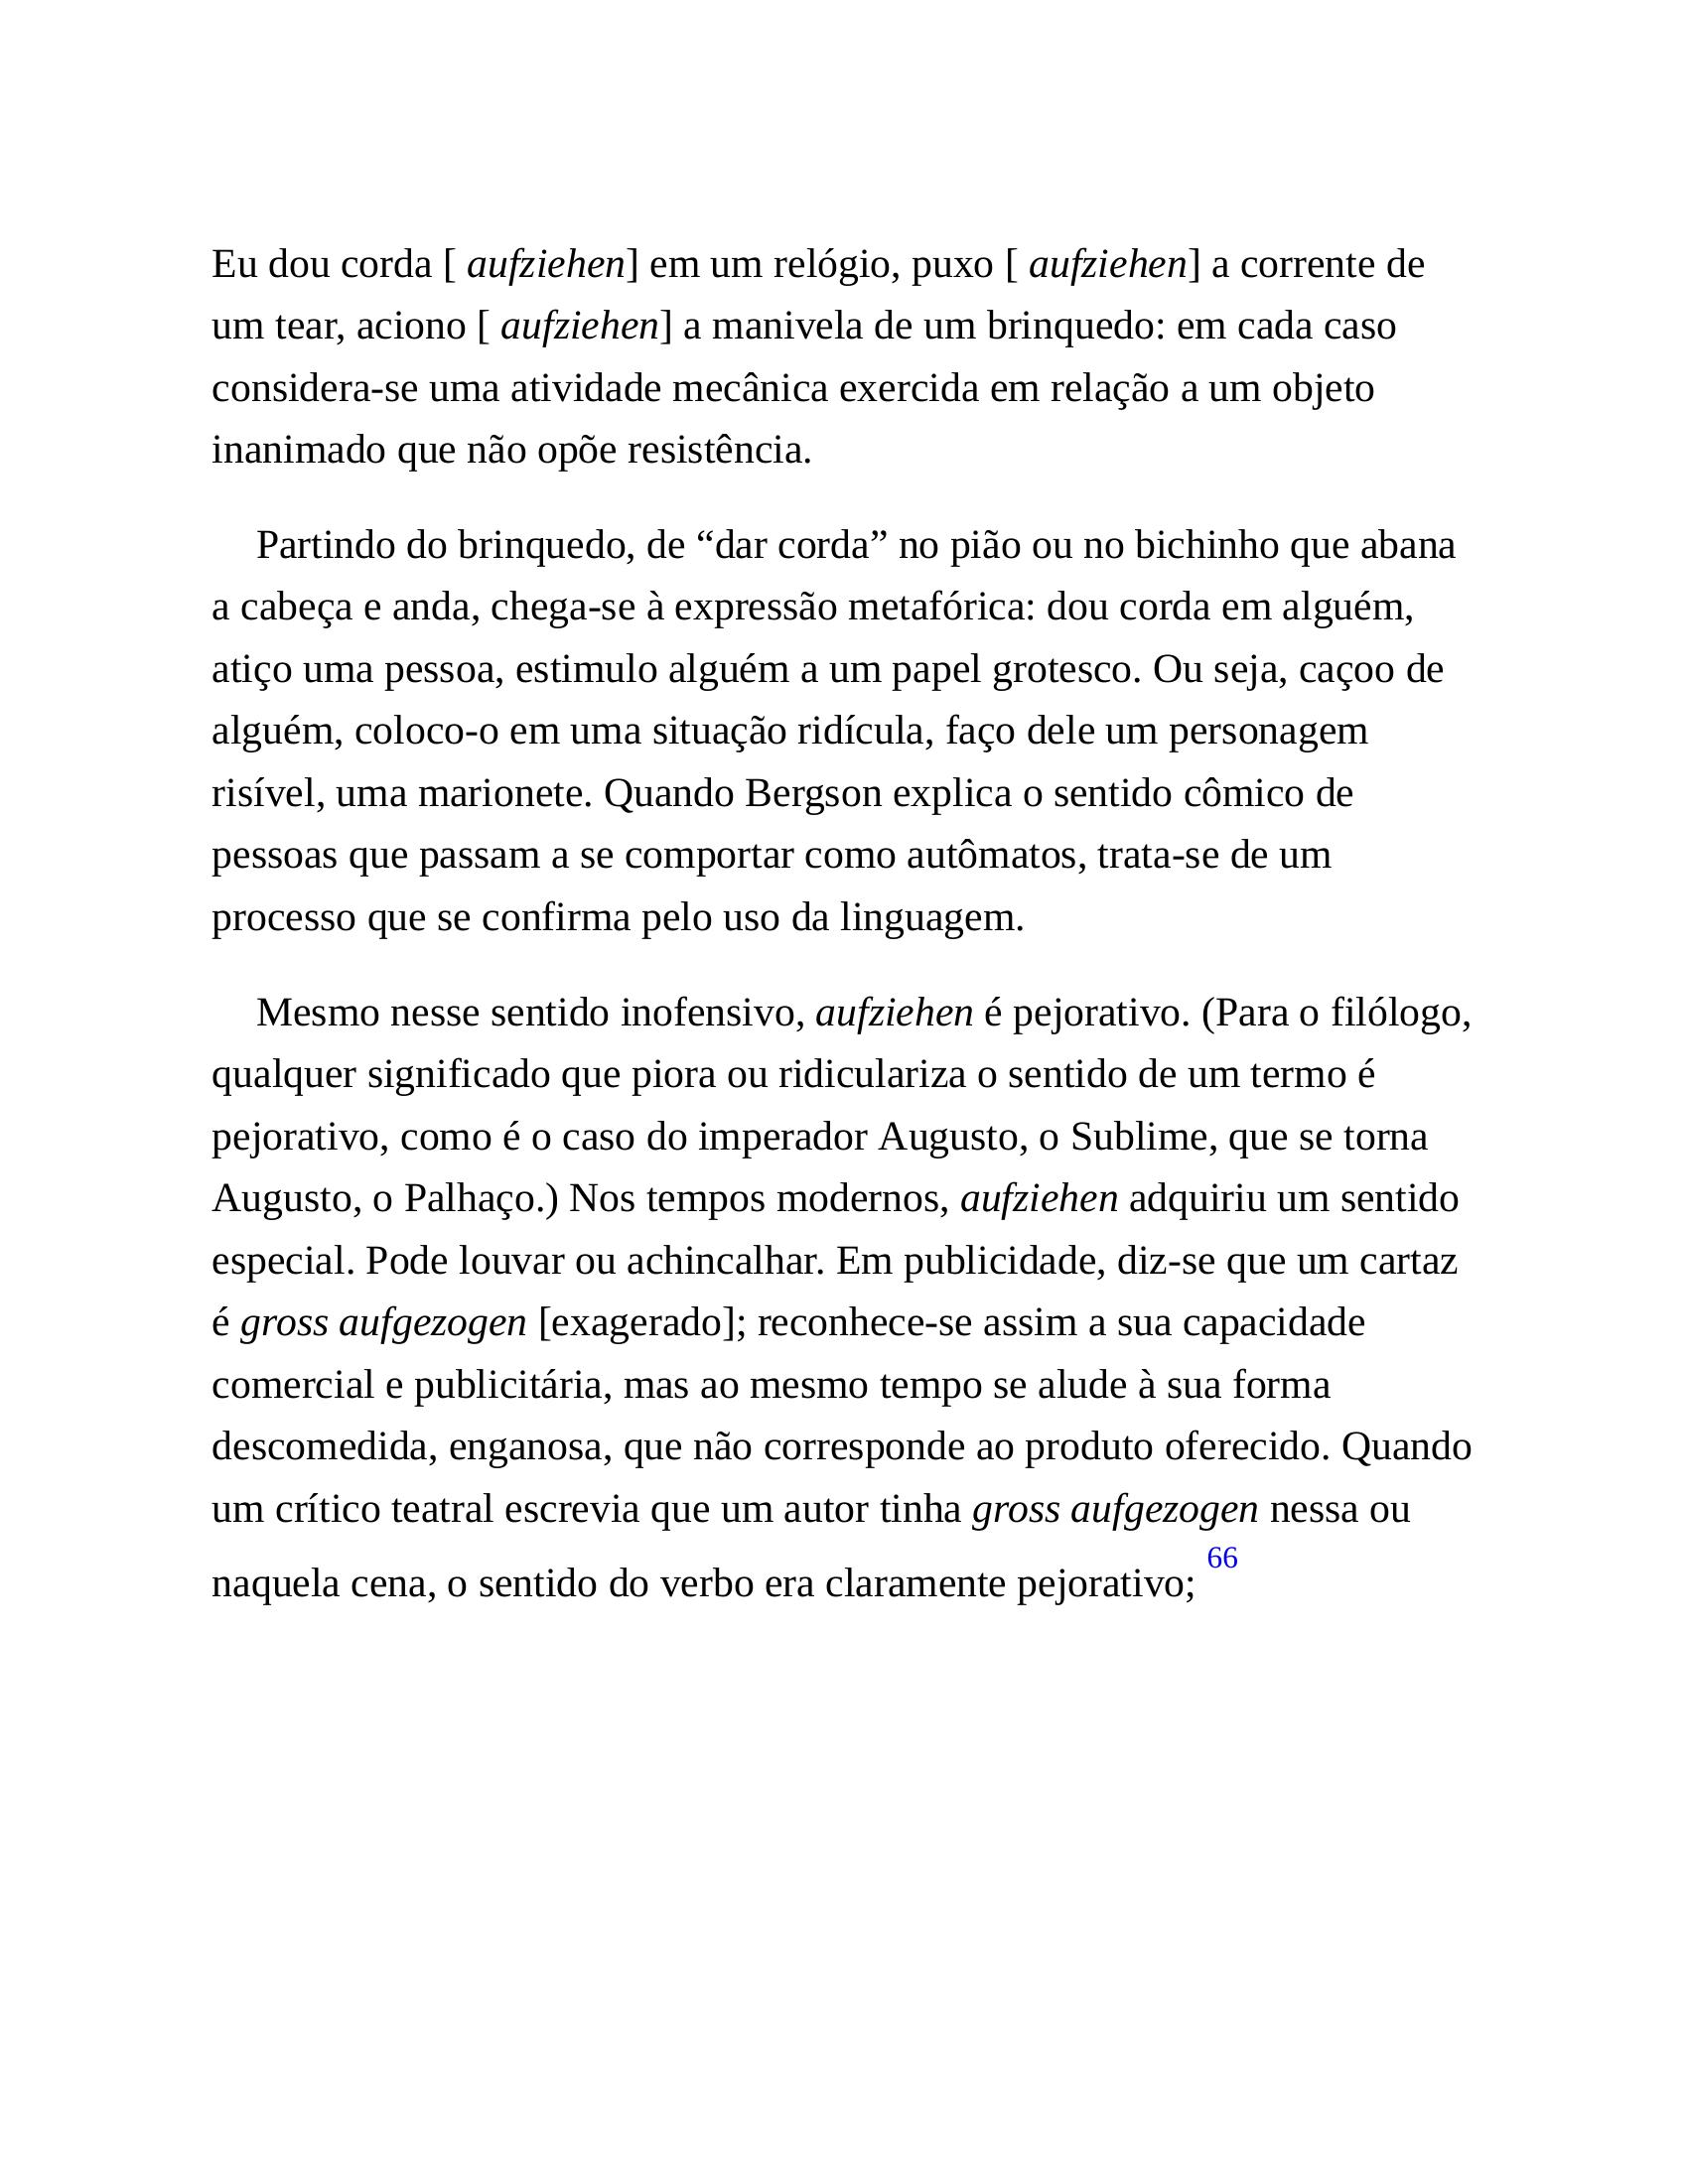 Eu dou corda [ aufziehen] em um relógio, puxo [ aufziehen] a corrente de
um tear, aciono [ aufziehen] a manivela de um brinquedo: em cada caso
considera-se uma atividade mecânica exercida em relação a um objeto
inanimado que não opõe resistência.
Partindo do brinquedo, de “dar corda” no pião ou no bichinho que abana
a cabeça e anda, chega-se à expressão metafórica: dou corda em alguém,
atiço uma pessoa, estimulo alguém a um papel grotesco. Ou seja, caçoo de
alguém, coloco-o em uma situação ridícula, faço dele um personagem
risível, uma marionete. Quando Bergson explica o sentido cômico de
pessoas que passam a se comportar como autômatos, trata-se de um
processo que se confirma pelo uso da linguagem.
Mesmo nesse sentido inofensivo, aufziehen é pejorativo. (Para o filólogo,
qualquer significado que piora ou ridiculariza o sentido de um termo é
pejorativo, como é o caso do imperador Augusto, o Sublime, que se torna
Augusto, o Palhaço.) Nos tempos modernos, aufziehen adquiriu um sentido
especial. Pode louvar ou achincalhar. Em publicidade, diz-se que um cartaz
é gross aufgezogen [exagerado]; reconhece-se assim a sua capacidade
comercial e publicitária, mas ao mesmo tempo se alude à sua forma
descomedida, enganosa, que não corresponde ao produto oferecido. Quando
um crítico teatral escrevia que um autor tinha gross aufgezogen nessa ou
naquela cena, o sentido do verbo era claramente pejorativo; 66